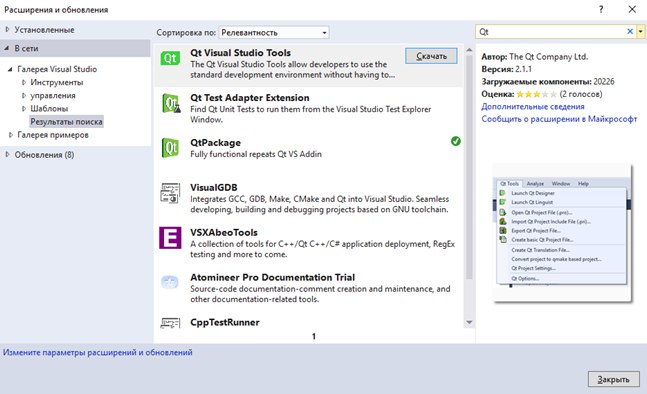 Расширения и обновления
Установленные
В сети
Галерея Visual Studio
Инструменты
управления
Шаблоны
Результаты поиска
Галерея примеров
Обновления (8)
Сортировка по: Релевантность
Qt Visual Studio Tools
The Qt Visual Studio Tools allow developers to use the
standard development environment without having to...
Скачать
Qt Test Adapter Extension
Find Qt Unit Tests to run them from the Visual Studio Test Explorer
Window.
QtPackage
Fully functional repeats Qt VS Addin
VisualGDB
Integrates GCC, GDB, Make, CMake and Qt into Visual Studio. Seamless
developing, building and debugging projects based on GNU toolchain.
VSXAbeoTools
A collection of tools for C++/Qt C++/C# application deployment, RegEx
testing and more to come.
Atomineer Pro Documentation Trial
Source-code documentation-comment creation and maintenance, and
other documentation-related tools.
CppTestRunner
1
Qt
Автор: The Qt Company Ltd.
Версия: 2.1.1
Загружаемые компоненты: 20226
Оценка: (2 голосов)
Дополнительные сведения
Сообщить о расширении в Майкрософт
Qt Tools Analyze Window Help
Launch Qt Designer
Launch Qt Linguist
Open Qt Project File (.pro)...
Import Qt Project Include File (.pri)...
Export Qt Project File...
Create basic Qt Project File...
Create Qt Translation File...
Convert project to qmake based project...
Qt Project Settings...
Qt Options...
Измените параметры расширений и обновлений
Закрыть